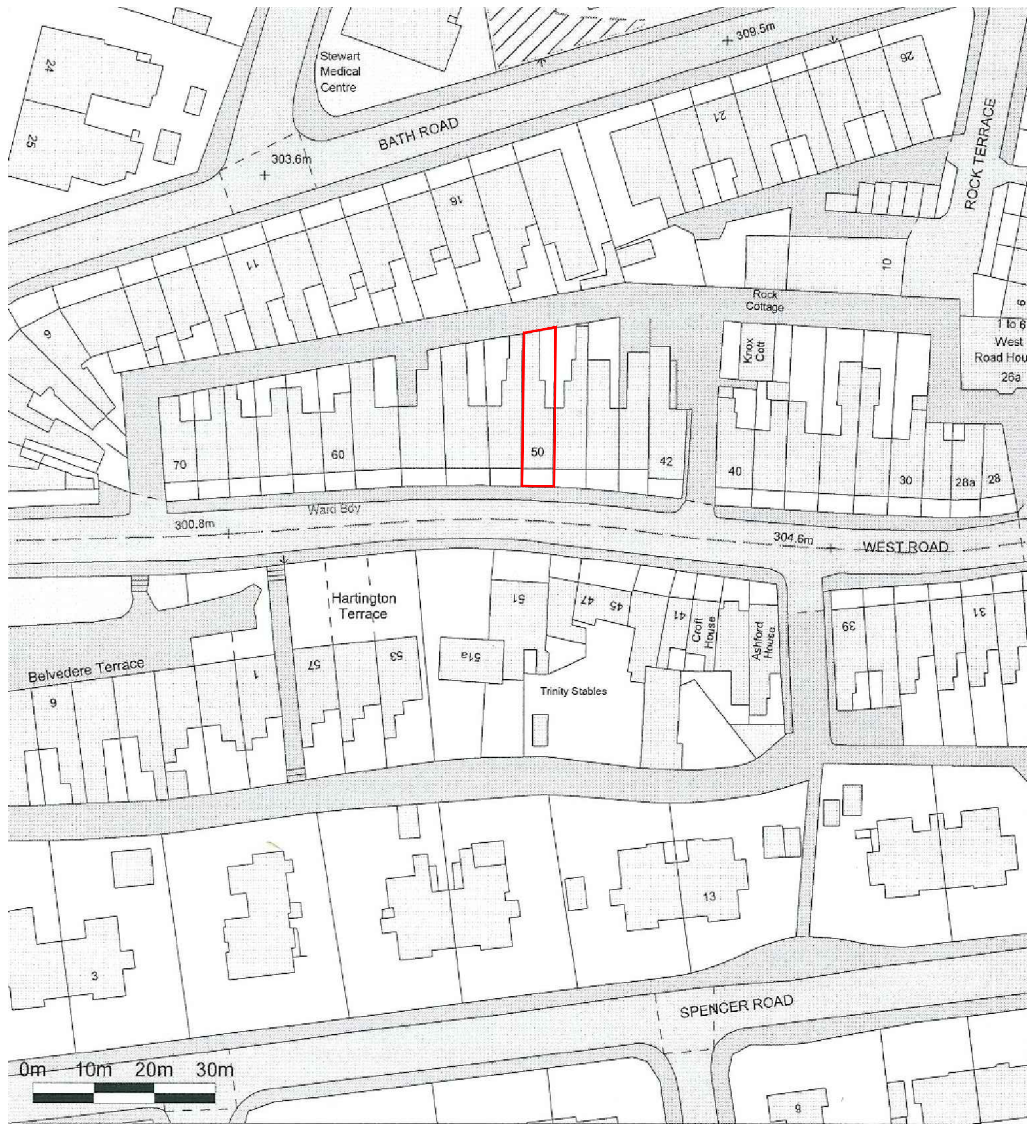 309.5m
Stewart
Medical
Centre
24
25
26
21
BATH ROAD
303.6m
ROCK TERRACE
16
11
10
9
Rock
Cottage
6
1 to 6
West
Road Hou
26a
Knox
Cott
70
60
50
42
40
30
28a
28
Ward Bdy
300.8m
304.6m
WEST ROAD
Hartington
Terrace
51
47
45
41
Croft
House
Ashford
House
39
31
Belvedere Terrace
1
57
53
51a
9
Trinity Stables
13
3
SPENCER ROAD
0m 10m 20m 30m
9